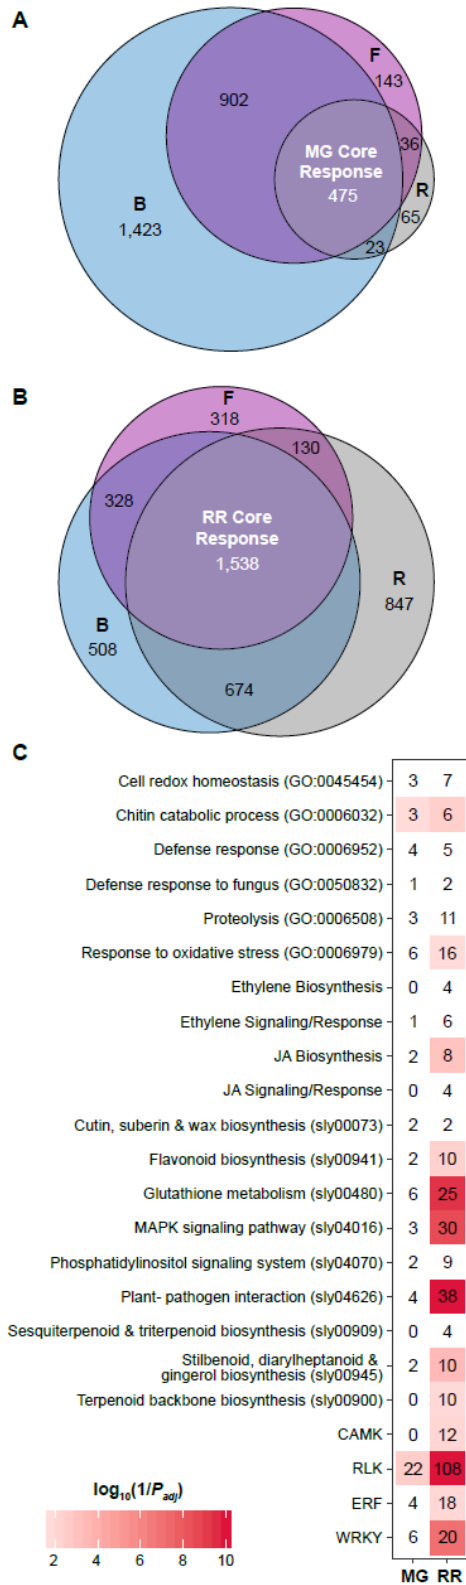 A
F
143
902
36
MG Core
Response
475
R
65
B
1,423
23
B
F
318
130
328
RR Core
Response
1,538
R
847
B
508
674
C
Cell redox homeostasis (GO:0045454) 3 7
Chitin catabolic process (GO:0006032) 3 6
Defense response (GO:0006952) 4 5
Defense response to fungus (GO:0050832) 1 2
Proteolysis (GO:0006508) 3 11
Response to oxidative stress (GO:0006979) 6 16
Ethylene Biosynthesis 0 4
Ethylene Signaling/Response 1 6
JA Biosynthesis 2 8
JA Signaling/Response 0 4
Cutin, suberin & wax biosynthesis (sly00073) 2 2
Flavonoid biosynthesis (sly00941) 2 10
Glutathione metabolism (sly00480) 6 25
MAPK signaling pathway (sly04016) 3 30
Phosphatidylinositol signaling system (sly04070) 2 9
Plant- pathogen interaction (sly04626) 4 38
Sesquiterpenoid & triterpenoid biosynthesis (sly00909) 0 4
Stilbenoid, diarylheptanoid &
gingerol biosynthesis (sly00945) 2 10
Terpenoid backbone biosynthesis (sly00900) 0 10
CAMK 0 12
RLK 22 108
ERF 4 18
WRKY 6 20
MG RR
log10(1/Padj)
2 4 6 8 10